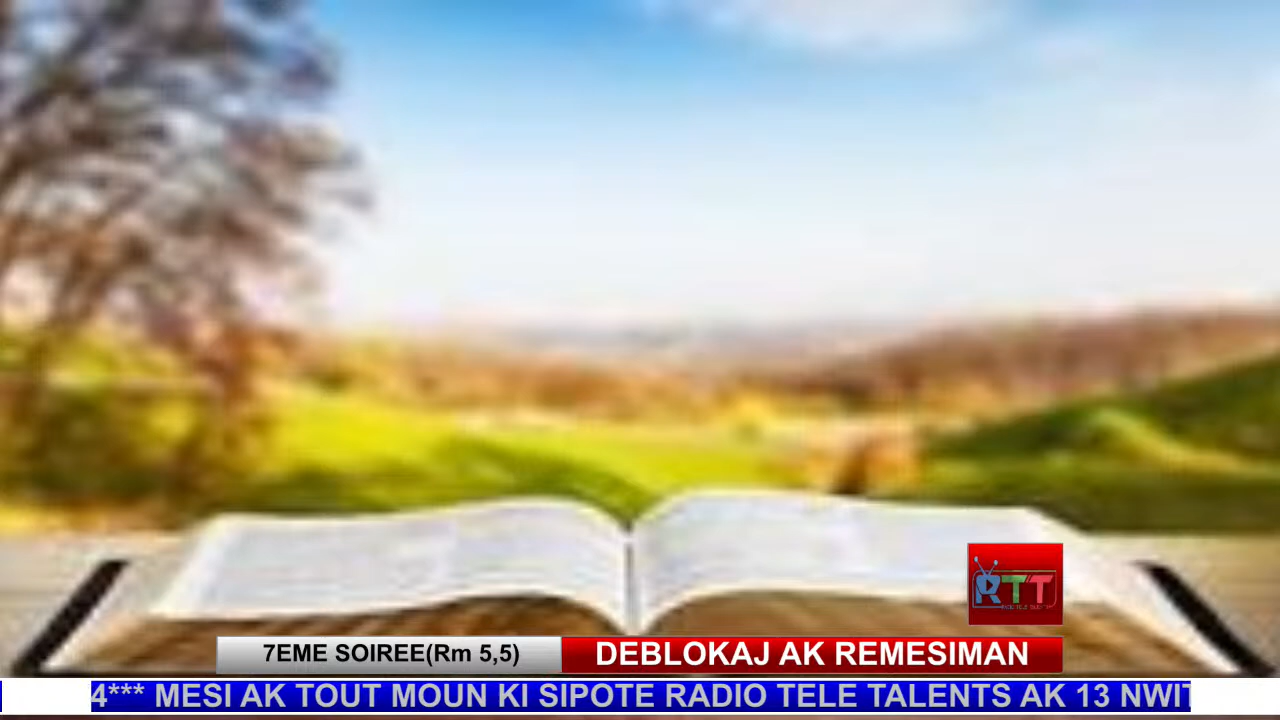 RTT
7EME SOIREE(Rm 5,5)
DEBLOKAJ AK REMESIMAN
4*** MESI AK TOUT MOUN KI SIPOTE RADIO TELE TALENTS AK 13 NWIT